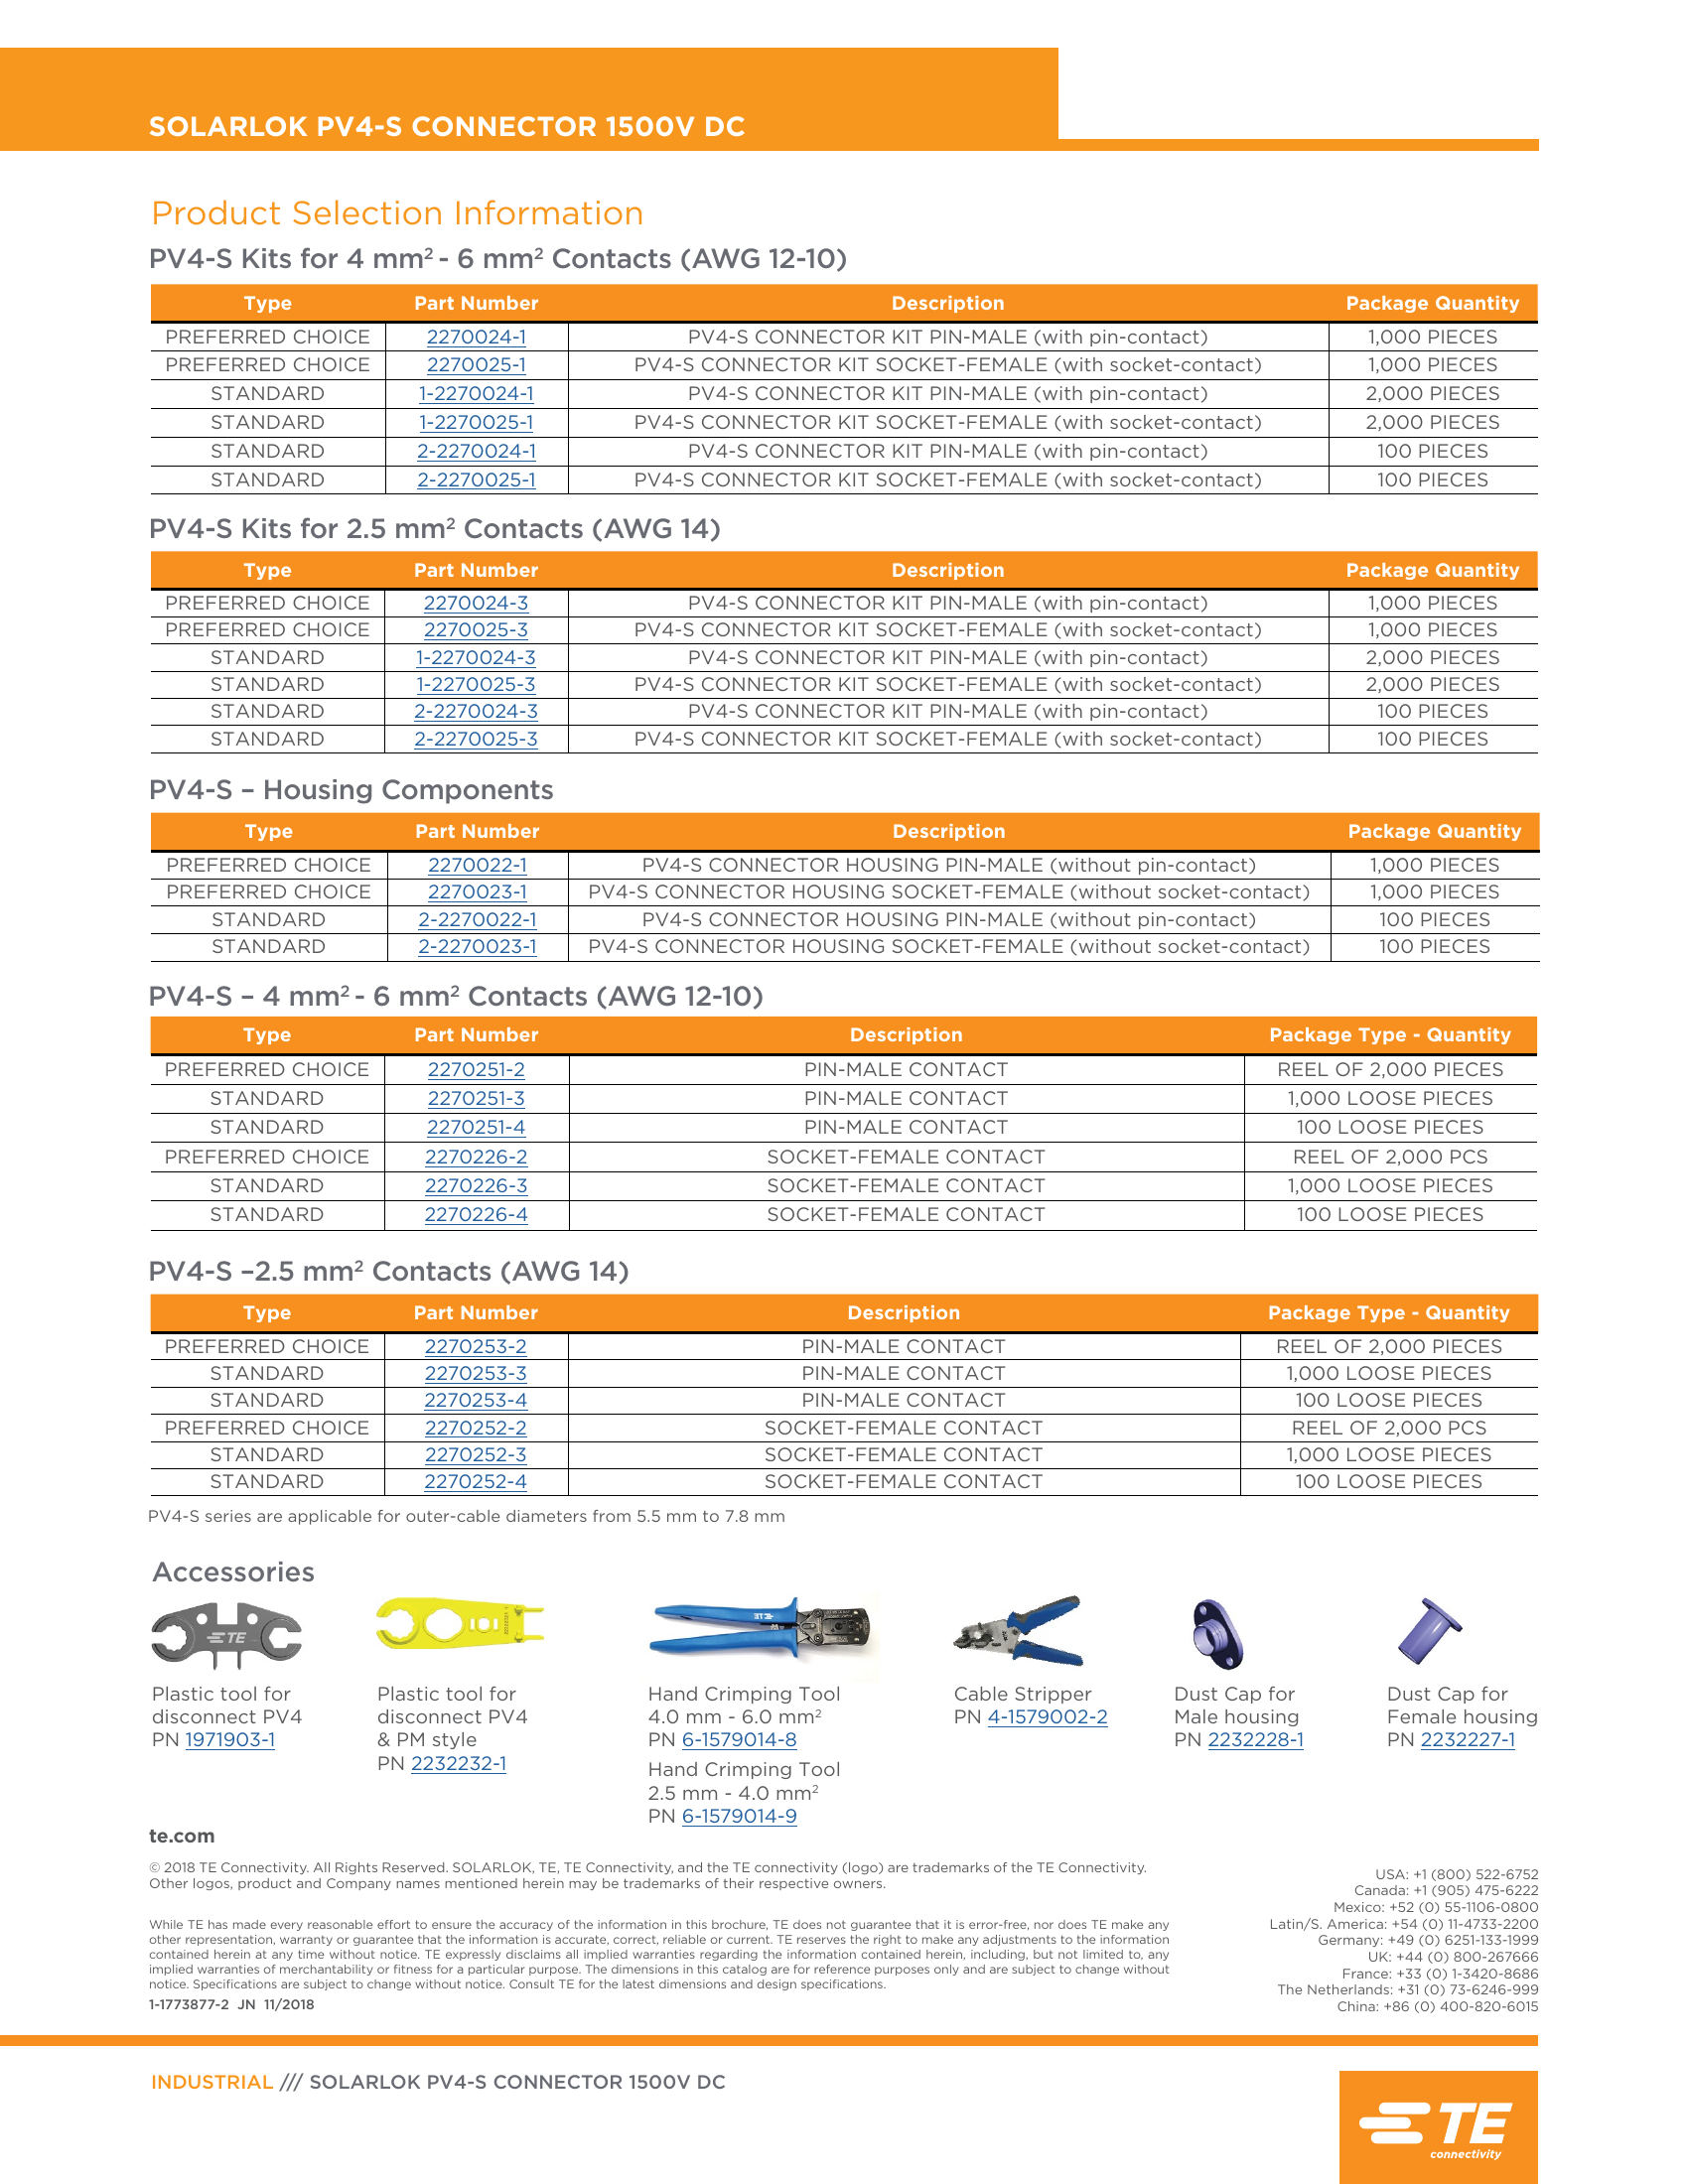 SOLARLOK PV4-S CONNECTOR 1500V DC
Product Selection Information
PV4-S Kits for 4 mm² - 6 mm² Contacts (AWG 12-10)
Type Part Number Description Package Quantity
PREFERRED CHOICE 2270024-1 PV4-S CONNECTOR KIT PIN-MALE (with pin-contact) 1,000 PIECES
PREFERRED CHOICE 2270025-1 PV4-S CONNECTOR KIT SOCKET-FEMALE (with socket-contact) 1,000 PIECES
STANDARD 1-2270024-1 PV4-S CONNECTOR KIT PIN-MALE (with pin-contact) 2,000 PIECES
STANDARD 1-2270025-1 PV4-S CONNECTOR KIT SOCKET-FEMALE (with socket-contact) 2,000 PIECES
STANDARD 2-2270024-1 PV4-S CONNECTOR KIT PIN-MALE (with pin-contact) 100 PIECES
STANDARD 2-2270025-1 PV4-S CONNECTOR KIT SOCKET-FEMALE (with socket-contact) 100 PIECES
PV4-S Kits for 2.5 mm² Contacts (AWG 14)
Type Part Number Description Package Quantity
PREFERRED CHOICE 2270024-3 PV4-S CONNECTOR KIT PIN-MALE (with pin-contact) 1,000 PIECES
PREFERRED CHOICE 2270025-3 PV4-S CONNECTOR KIT SOCKET-FEMALE (with socket-contact) 1,000 PIECES
STANDARD 1-2270024-3 PV4-S CONNECTOR KIT PIN-MALE (with pin-contact) 2,000 PIECES
STANDARD 1-2270025-3 PV4-S CONNECTOR KIT SOCKET-FEMALE (with socket-contact) 2,000 PIECES
STANDARD 2-2270024-3 PV4-S CONNECTOR KIT PIN-MALE (with pin-contact) 100 PIECES
STANDARD 2-2270025-3 PV4-S CONNECTOR KIT SOCKET-FEMALE (with socket-contact) 100 PIECES
PV4-S – Housing Components
Type Part Number Description Package Quantity
PREFERRED CHOICE 2270022-1 PV4-S CONNECTOR HOUSING PIN-MALE (without pin-contact) 1,000 PIECES
PREFERRED CHOICE 2270023-1 PV4-S CONNECTOR HOUSING SOCKET-FEMALE (without socket-contact) 1,000 PIECES
STANDARD 2-2270022-1 PV4-S CONNECTOR HOUSING PIN-MALE (without pin-contact) 100 PIECES
STANDARD 2-2270023-1 PV4-S CONNECTOR HOUSING SOCKET-FEMALE (without socket-contact) 100 PIECES
PV4-S – 4 mm² - 6 mm² Contacts (AWG 12-10)
Type Part Number Description Package Type - Quantity
PREFERRED CHOICE 2270251-2 PIN-MALE CONTACT REEL OF 2,000 PIECES
STANDARD 2270251-3 PIN-MALE CONTACT 1,000 LOOSE PIECES
STANDARD 2270251-4 PIN-MALE CONTACT 100 LOOSE PIECES
PREFERRED CHOICE 2270226-2 SOCKET-FEMALE CONTACT REEL OF 2,000 PCS
STANDARD 2270226-3 SOCKET-FEMALE CONTACT 1,000 LOOSE PIECES
STANDARD 2270226-4 SOCKET-FEMALE CONTACT 100 LOOSE PIECES
PV4-S –2.5 mm² Contacts (AWG 14)
Type Part Number Description Package Type - Quantity
PREFERRED CHOICE 2270253-2 PIN-MALE CONTACT REEL OF 2,000 PIECES
STANDARD 2270253-3 PIN-MALE CONTACT 1,000 LOOSE PIECES
STANDARD 2270253-4 PIN-MALE CONTACT 100 LOOSE PIECES
PREFERRED CHOICE 2270252-2 SOCKET-FEMALE CONTACT REEL OF 2,000 PCS
STANDARD 2270252-3 SOCKET-FEMALE CONTACT 1,000 LOOSE PIECES
STANDARD 2270252-4 SOCKET-FEMALE CONTACT 100 LOOSE PIECES
PV4-S series are applicable for outer-cable diameters from 5.5 mm to 7.8 mm
Accessories
TE
TE
TE
Plastic tool for
disconnect PV4
PN 1971903-1
Plastic tool for
disconnect PV4
& PM style
PN 2232232-1
Hand Crimping Tool
4.0 mm - 6.0 mm²
PN 6-1579014-8
Hand Crimping Tool
2.5 mm - 4.0 mm²
PN 6-1579014-9
Cable Stripper
PN 4-1579002-2
Dust Cap for
Male housing
PN 2232228-1
Dust Cap for
Female housing
PN 2232227-1
te.com
© 2018 TE Connectivity. All Rights Reserved. SOLARLOK, TE, TE Connectivity, and the TE connectivity (logo) are trademarks of the TE Connectivity.
Other logos, product and Company names mentioned herein may be trademarks of their respective owners.
While TE has made every reasonable effort to ensure the accuracy of the information in this brochure, TE does not guarantee that it is error-free, nor does TE make any
other representation, warranty or guarantee that the information is accurate, correct, reliable or current. TE reserves the right to make any adjustments to the information
contained herein at any time without notice. TE expressly disclaims all implied warranties regarding the information contained herein, including, but not limited to, any
implied warranties of merchantability or fitness for a particular purpose. The dimensions in this catalog are for reference purposes only and are subject to change without
notice. Specifications are subject to change without notice. Consult TE for the latest dimensions and design specifications.
1-1773877-2 JN 11/2018
USA: +1 (800) 522-6752
Canada: +1 (905) 475-6222
Mexico: +52 (0) 55-1106-0800
Latin/S. America: +54 (0) 11-4733-2200
Germany: +49 (0) 6251-133-1999
UK: +44 (0) 800-267666
France: +33 (0) 1-3420-8686
The Netherlands: +31 (0) 73-6246-999
China: +86 (0) 400-820-6015
INDUSTRIAL /// SOLARLOK PV4-S CONNECTOR 1500V DC
TE
connectivity